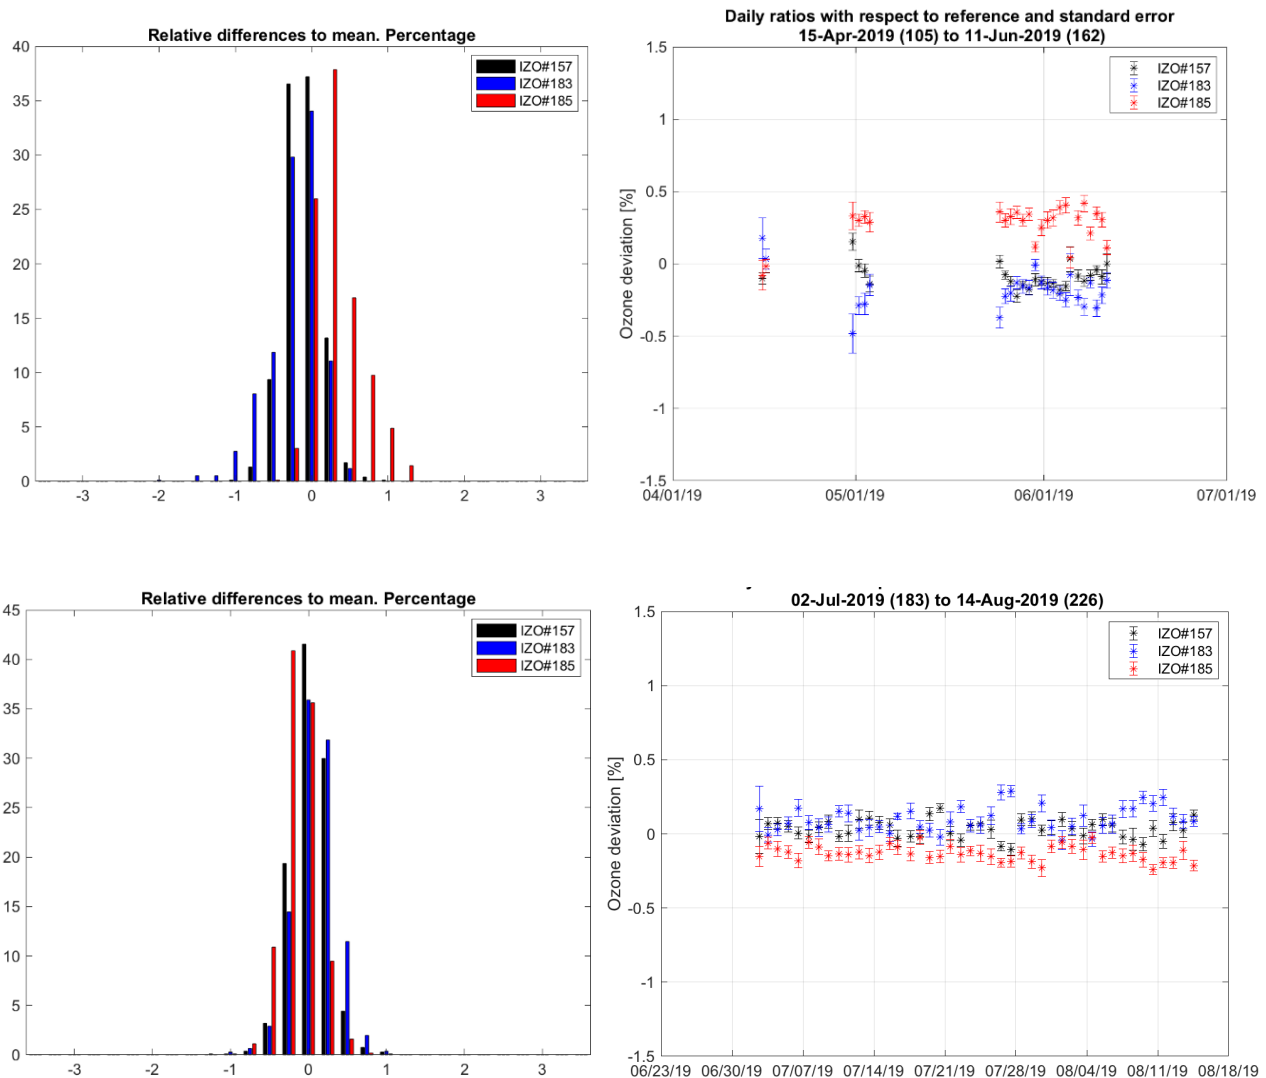 Relative differences to mean. Percentage
40
35
30
25
20
15
10
5
0
-3 -2 -1 0 1 2 3
IZO#157
IZO#183
IZO#185
Daily ratios with respect to reference and standard error
15-Apr-2019 (105) to 11-Jun-2019 (162)
1.5
1
0.5
0
-0.5
-1
-1.5
Ozone deviation [%]
04/01/19 05/01/19 06/01/19 07/01/19
IZO#157
IZO#183
IZO#185
Relative differences to mean. Percentage
45
40
35
30
25
20
15
10
5
0
-3 -2 -1 0 1 2 3
IZO#157
IZO#183
IZO#185
02-Jul-2019 (183) to 14-Aug-2019 (226)
1.5
1
0.5
0
-0.5
-1
-1.5
Ozone deviation [%]
06/23/19 06/30/19 07/07/19 07/14/19 07/21/19 07/28/19 08/04/19 08/11/19 08/18/19
IZO#157
IZO#183
IZO#185